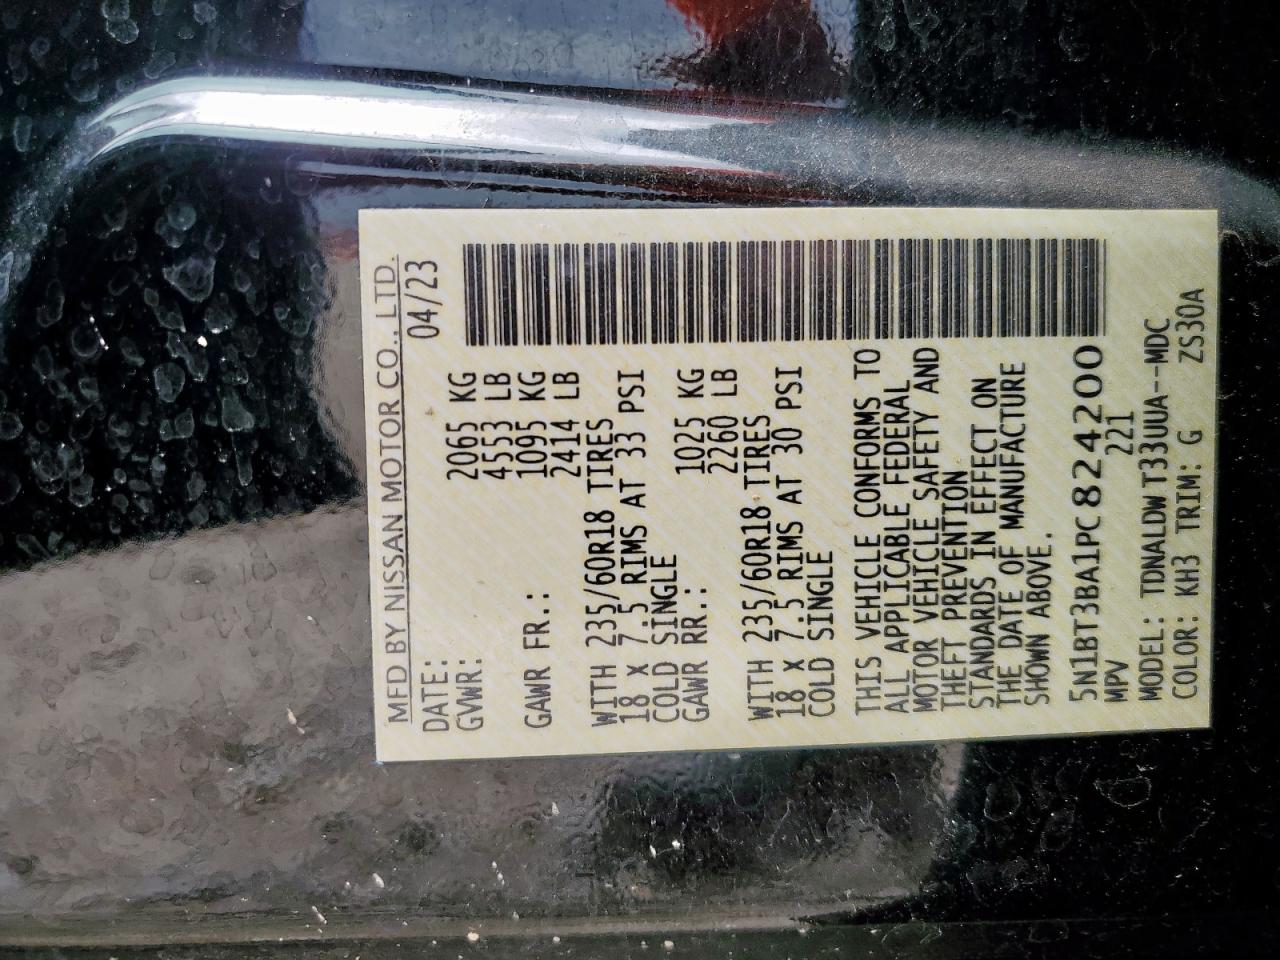 MFD BY NISSAN MOTOR CO., LTD.
DATE: 04/23
GVWR: 2065 KG
4553 LB
GAWR FR.: 1095 KG
2414 LB
WITH 235/60R18 TIRES
18 x 7.5 RIMS AT 33 PSI
COLD SINGLE
GAWR RR.: 1025 KG
2260 LB
WITH 235/60R18 TIRES
18 x 7.5 RIMS AT 30 PSI
COLD SINGLE
THIS VEHICLE CONFORMS TO
ALL APPLICABLE FEDERAL
MOTOR VEHICLE SAFETY AND
THEFT PREVENTION
STANDARDS IN EFFECT ON
THE DATE OF MANUFACTURE
SHOWN ABOVE.
5N1BT3BA1PC824200
MPV 221
MODEL: TDNALDWT33UUA--MDC
COLOR: KH3 TRIM: G ZS30A